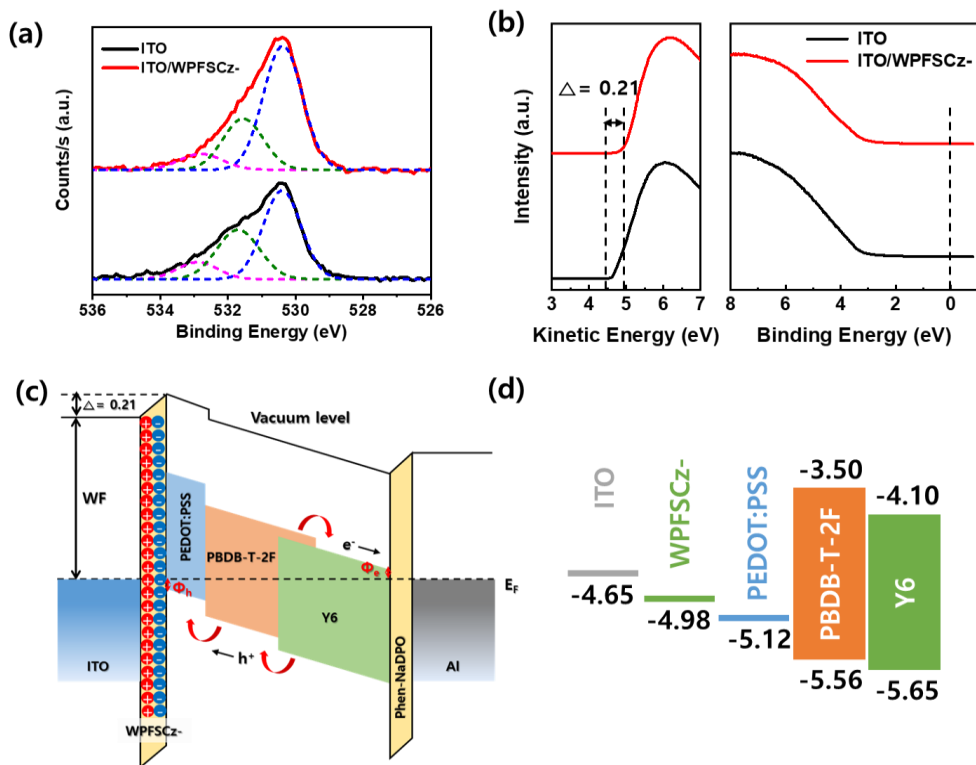 (a)
ITO
ITO/WPFSCz-
Counts/s (a.u.)
536 534 532 530 528 526
Binding Energy (eV)
(b)
ITO
ITO/WPFSCz-
△ = 0.21
Intensity (a.u.)
3 4 5 6 7
8 6 4 2 0
Kinetic Energy (eV)
Binding Energy (eV)
(c)
△ = 0.21
Vacuum level
WF
PEDOT:PSS
PBDB-T-2F
e-
Φe
EF
Φh
Y6
h+
ITO
Phen-NaDPO
Al
WPFSCz-
(d)
ITO
WPFSCz-
PEDOT:PSS
-3.50
-4.10
-4.65
-4.98
-5.12
PBDB-T-2F
Y6
-5.56
-5.65